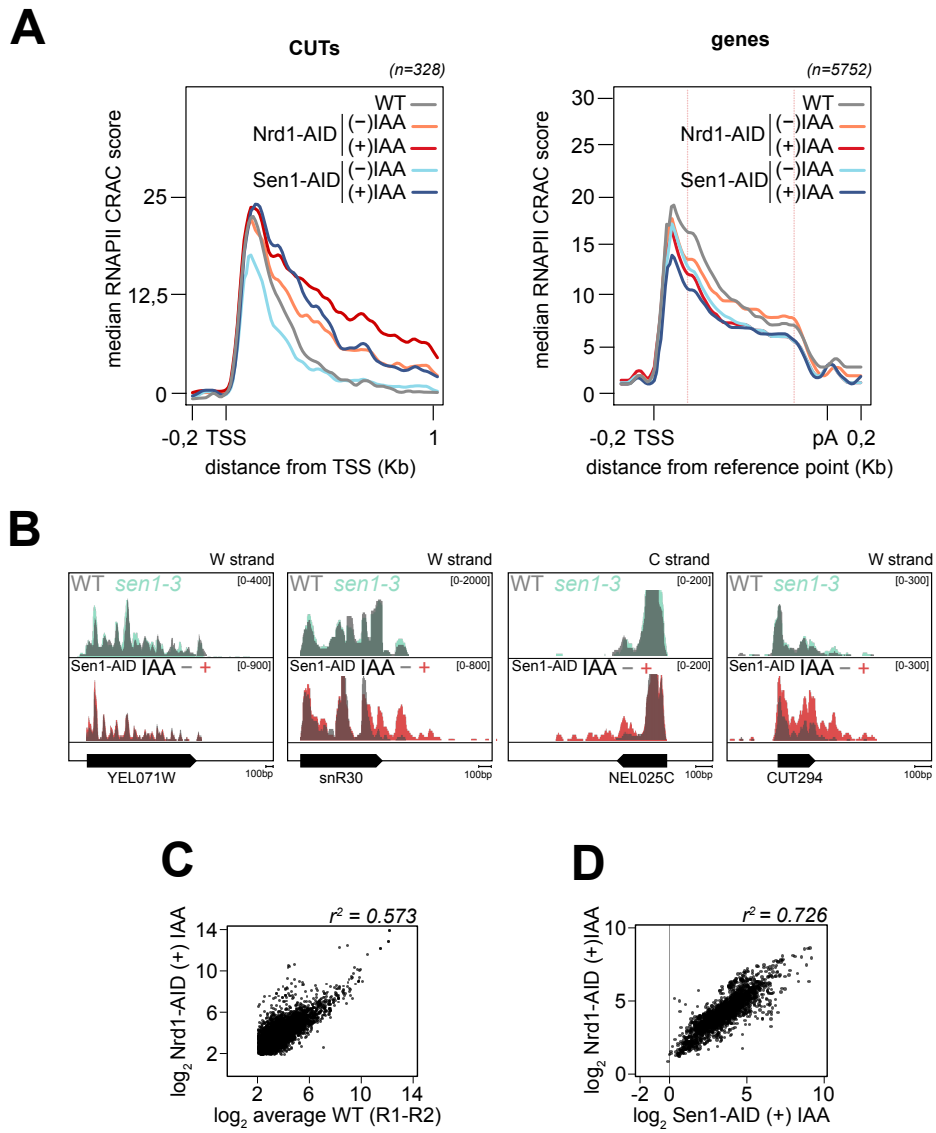 A
CUTs
(n=328)
WT
Nrd1-AID
(−)IAA
(+)IAA
Sen1-AID
(−)IAA
(+)IAA
median RNAPII CRAC score
25
12,5
0
-0,2 TSS 1
distance from TSS (Kb)
genes
(n=5752)
WT
Nrd1-AID
(−)IAA
(+)IAA
Sen1-AID
(−)IAA
(+)IAA
median RNAPII CRAC score
30
25
20
15
10
5
0
-0,2 TSS pA 0,2
distance from reference point (Kb)
B
W strand
WT sen1-3
[0-400]
Sen1-AID IAA − +
[0-900]
YEL071W
100bp
W strand
WT sen1-3
[0-2000]
Sen1-AID IAA − +
[0-800]
snR30
100bp
C strand
WT sen1-3
[0-200]
Sen1-AID IAA − +
[0-200]
NEL025C
100bp
W strand
WT sen1-3
[0-300]
Sen1-AID IAA − +
[0-300]
CUT294
100bp
C
r² = 0.573
log₂ Nrd1-AID (+) IAA
14
10
6
2
2 6 10 14
log₂ average WT (R1-R2)
D
r² = 0.726
log₂ Nrd1-AID (+)IAA
10
5
0
-2 0 5 10
log₂ Sen1-AID (+) IAA